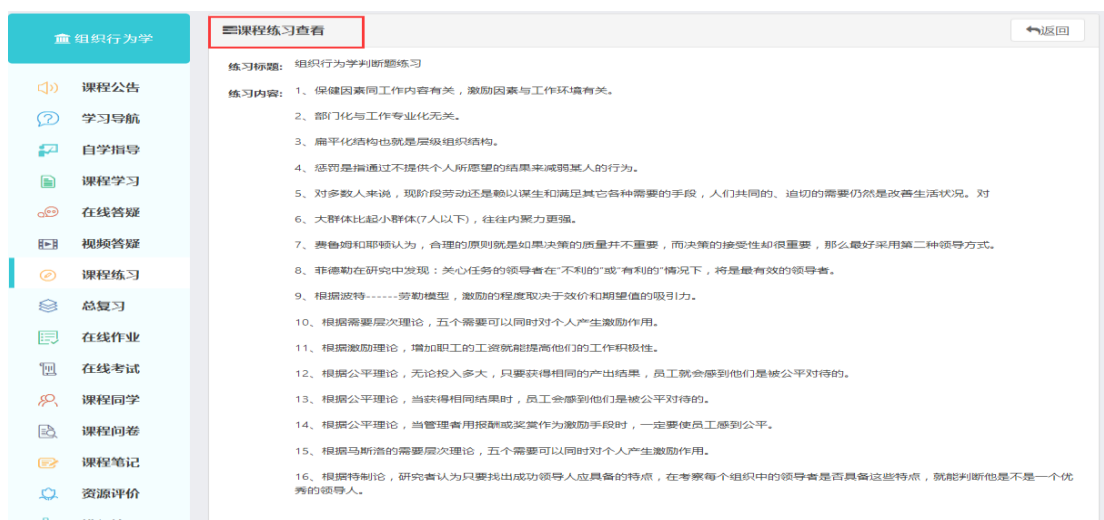 组织行为学
课程公告
学习导航
自学指导
课程学习
在线答疑
视频答疑
课程练习
总复习
在线作业
在线考试
课程同学
课程问卷
课程笔记
资源评价
课程练习查看
返回
练习标题: 组织行为学判断题练习
练习内容: 1、保健因素同工作内容有关，激励因素与工作环境有关。
2、部门化与工作专业化无关。
3、扁平化结构也就是层级组织结构。
4、惩罚是指通过不提供个人所愿望的结果来减弱某人的行为。
5、对多数人来说，现阶段劳动还是赖以谋生和满足其它各种需要的手段，人们共同的、迫切的需要仍然是改善生活状况。对
6、大群体比起小群体(7人以下)，往往内聚力更强。
7、费鲁姆和耶顿认为，合理的原则就是如果决策的质量并不重要，而决策的接受性却很重要，那么最好采用第二种领导方式。
8、菲德勒在研究中发现：关心任务的领导者在"不利的"或"有利的"情况下，将是最有效的领导者。
9、根据波特------劳勒模型，激励的程度取决于效价和期望值的吸引力。
10、根据需要层次理论，五个需要可以同时对个人产生激励作用。
11、根据激励理论，增加职工的工资就能提高他们的工作积极性。
12、根据公平理论，无论投入多大，只要获得相同的产出结果，员工就会感到他们是被公平对待的。
13、根据公平理论，当获得相同结果时，员工会感到他们是被公平对待的。
14、根据公平理论，当管理者用报酬或奖赏作为激励手段时，一定要使员工感到公平。
15、根据马斯洛的需要层次理论，五个需要可以同时对个人产生激励作用。
16、根据特制论，研究者认为只要找出成功领导人应具备的特点，在考察每个组织中的领导者是否具备这些特点，就能判断他是不是一个优
秀的领导人。